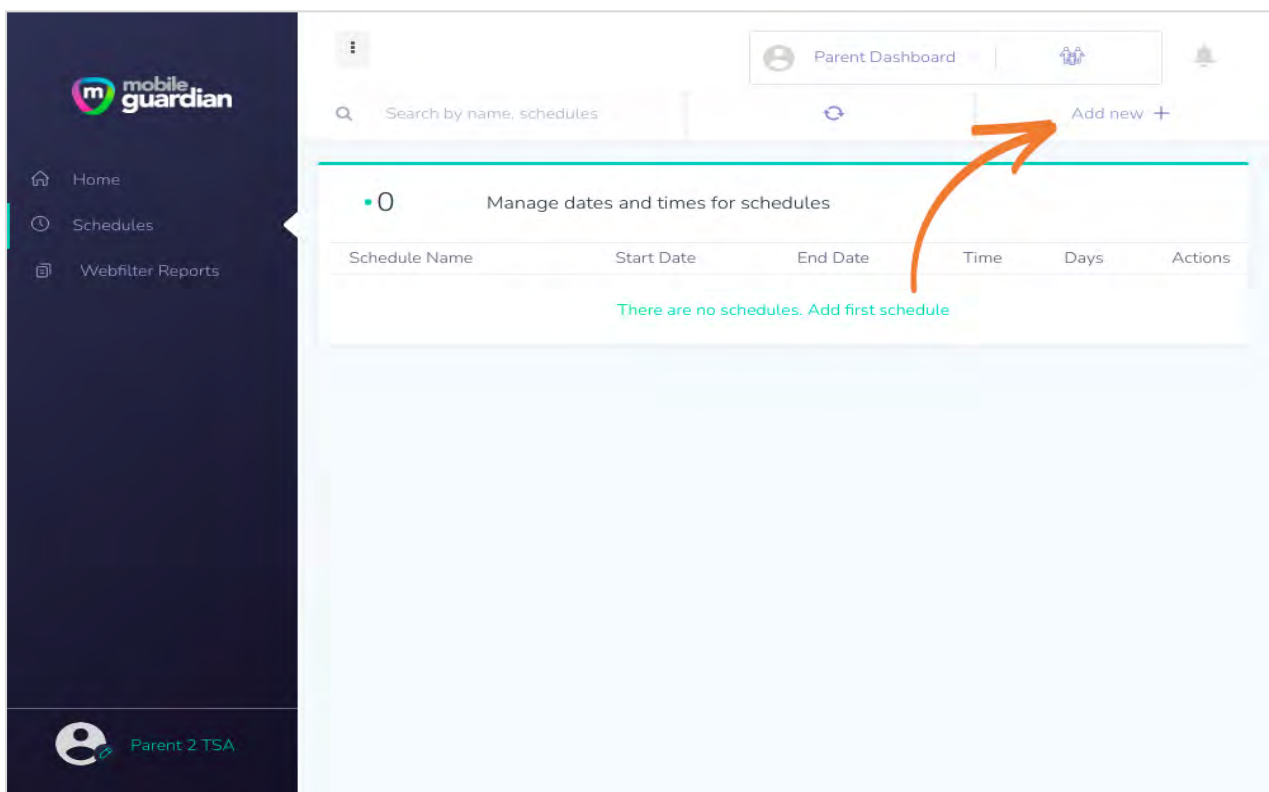 mobile
guardian
Home
Schedules
Webfilter Reports
Parent 2 TSA
Parent Dashboard
Search by name, schedules
Add new +
0 Manage dates and times for schedules
Schedule Name Start Date End Date Time Days Actions
There are no schedules. Add first schedule